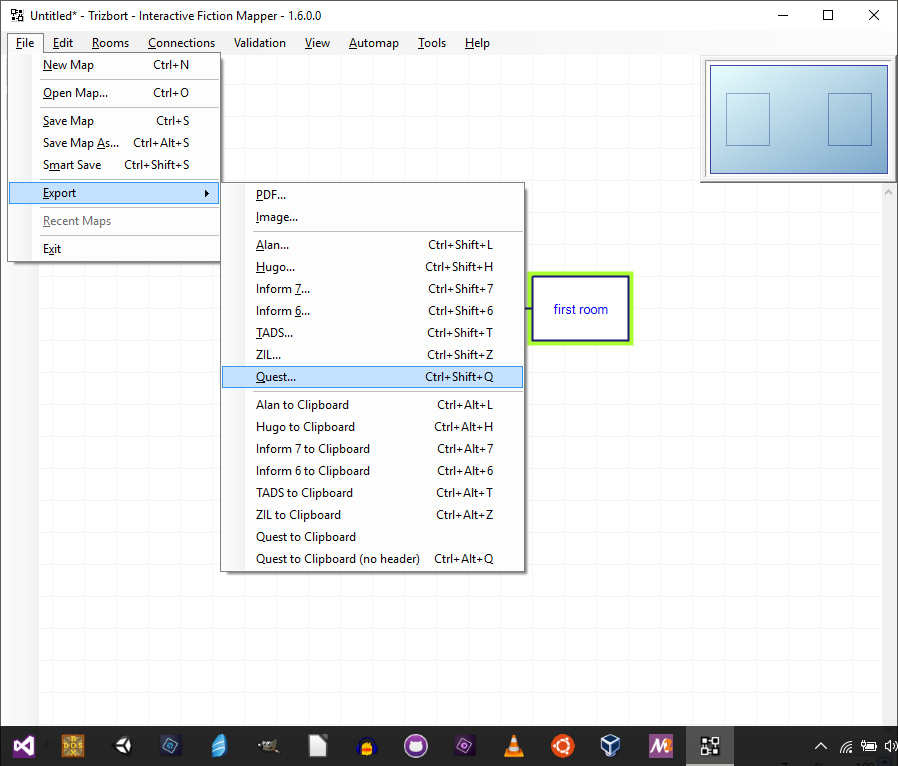 Untitled* - Trizbort - Interactive Fiction Mapper - 1.6.0.0
File Edit Rooms Connections Validation View Automap Tools Help
New Map Ctrl+N
Open Map... Ctrl+O
Save Map Ctrl+S
Save Map As... Ctrl+Alt+S
Smart Save Ctrl+Shift+S
Export
Recent Maps
Exit
PDF...
Image...
Alan... Ctrl+Shift+L
Hugo... Ctrl+Shift+H
Inform 7... Ctrl+Shift+7
Inform 6... Ctrl+Shift+6
TADS... Ctrl+Shift+T
ZIL... Ctrl+Shift+Z
Quest... Ctrl+Shift+Q
Alan to Clipboard Ctrl+Alt+L
Hugo to Clipboard Ctrl+Alt+H
Inform 7 to Clipboard Ctrl+Alt+7
Inform 6 to Clipboard Ctrl+Alt+6
TADS to Clipboard Ctrl+Alt+T
ZIL to Clipboard Ctrl+Alt+Z
Quest to Clipboard
Quest to Clipboard (no header) Ctrl+Alt+Q
first room
DOS